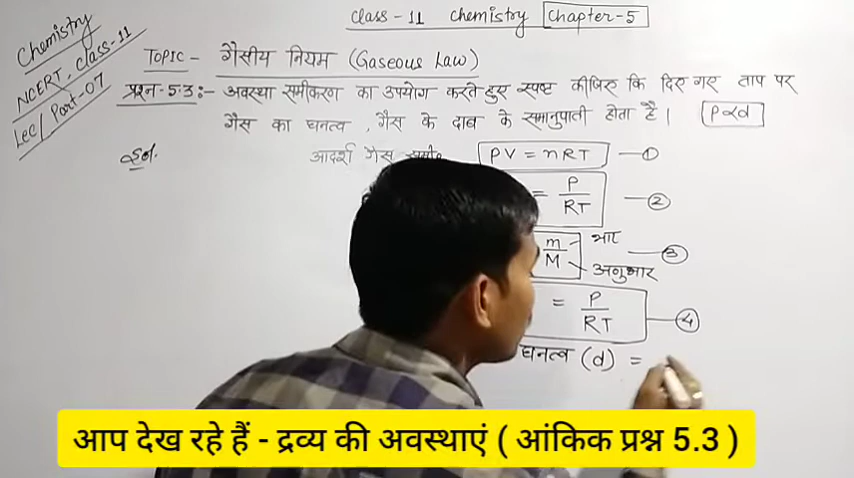 Class - 11 Chemistry Chapter-5
Chemistry
NCERT, class-11
Lec/ Part-07
TOPIC - गैसीय नियम (Gaseous Law)
प्रश्न-5.3:- अवस्था समीकरण का उपयोग करते हुए स्पष्ट कीजिए कि दिए गए ताप पर
गैस का घनत्व, गैस के दाब के समानुपाती होता है। P∝d
हल.
आदर्श गैस समी. PV = nRT — ①
= P/RT — ②
m/M भार — ③
अणुभार
= P/RT — ④
घनत्व (d) =
आप देख रहे हैं - द्रव्य की अवस्थाएं ( आंकिक प्रश्न 5.3 )